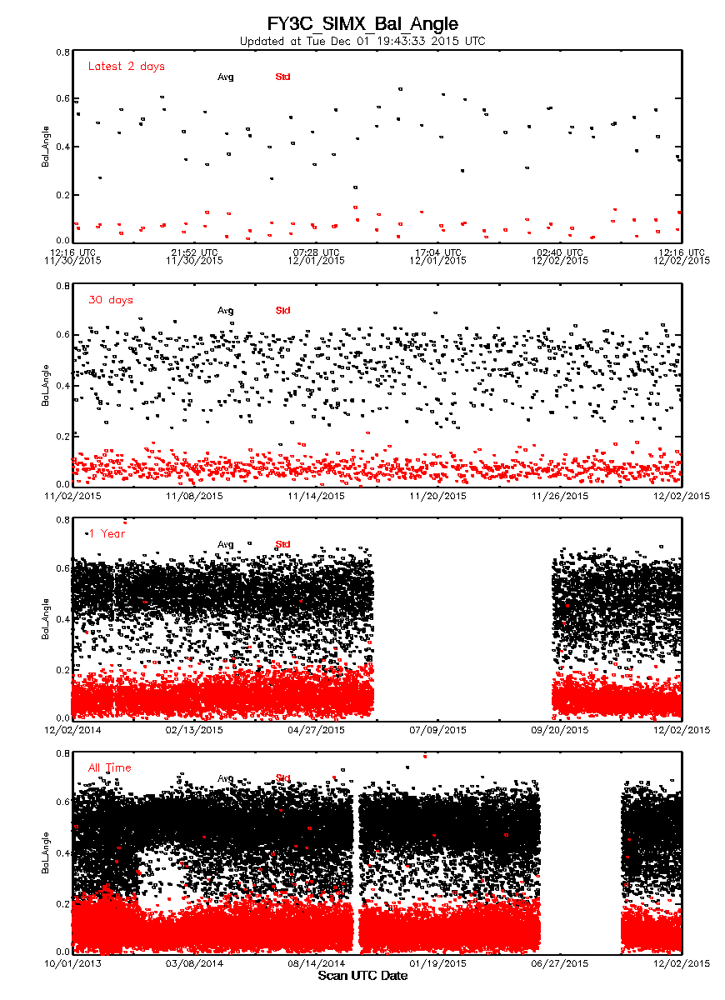 FY3C_SIMX_Bal_Angle
Updated at Tue Dec 01 19:43:33 2015 UTC
Latest 2 days
Avg Std
0.8
0.6
0.4
0.2
0.0
Bal_Angle
12:16 UTC 21:52 UTC 07:28 UTC 17:04 UTC 02:40 UTC 12:16 UTC
11/30/2015 11/30/2015 12/01/2015 12/01/2015 12/02/2015 12/02/2015
30 days
Avg Std
0.8
0.6
0.4
0.2
0.0
Bal_Angle
11/02/2015 11/08/2015 11/14/2015 11/20/2015 11/26/2015 12/02/2015
1 Year
Avg Std
0.8
0.6
0.4
0.2
0.0
Bal_Angle
12/02/2014 02/13/2015 04/27/2015 07/09/2015 09/20/2015 12/02/2015
All Time
Avg Std
0.8
0.6
0.4
0.2
0.0
Bal_Angle
10/01/2013 03/08/2014 08/14/2014 01/19/2015 06/27/2015 12/02/2015
Scan UTC Date